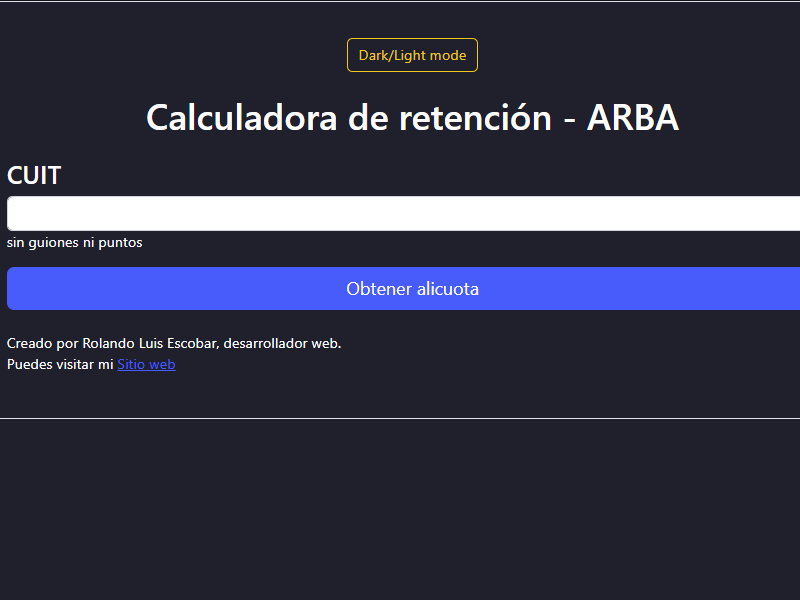 Dark/Light mode
Calculadora de retención - ARBA
CUIT
sin guiones ni puntos
Obtener alicuota
Creado por Rolando Luis Escobar, desarrollador web.
Puedes visitar mi Sitio web